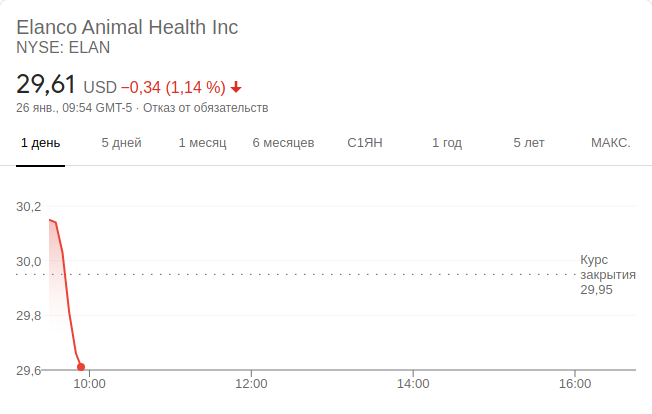 Elanco Animal Health Inc
NYSE: ELAN
29,61 USD −0,34 (1,14 %)
26 янв., 09:54 GMT-5 · Отказ от обязательств
1 день 5 дней 1 месяц 6 месяцев С1ЯН 1 год 5 лет МАКС.
30,2
30,0
29,8
29,6
Курс
закрытия
29,95
10:00 12:00 14:00 16:00